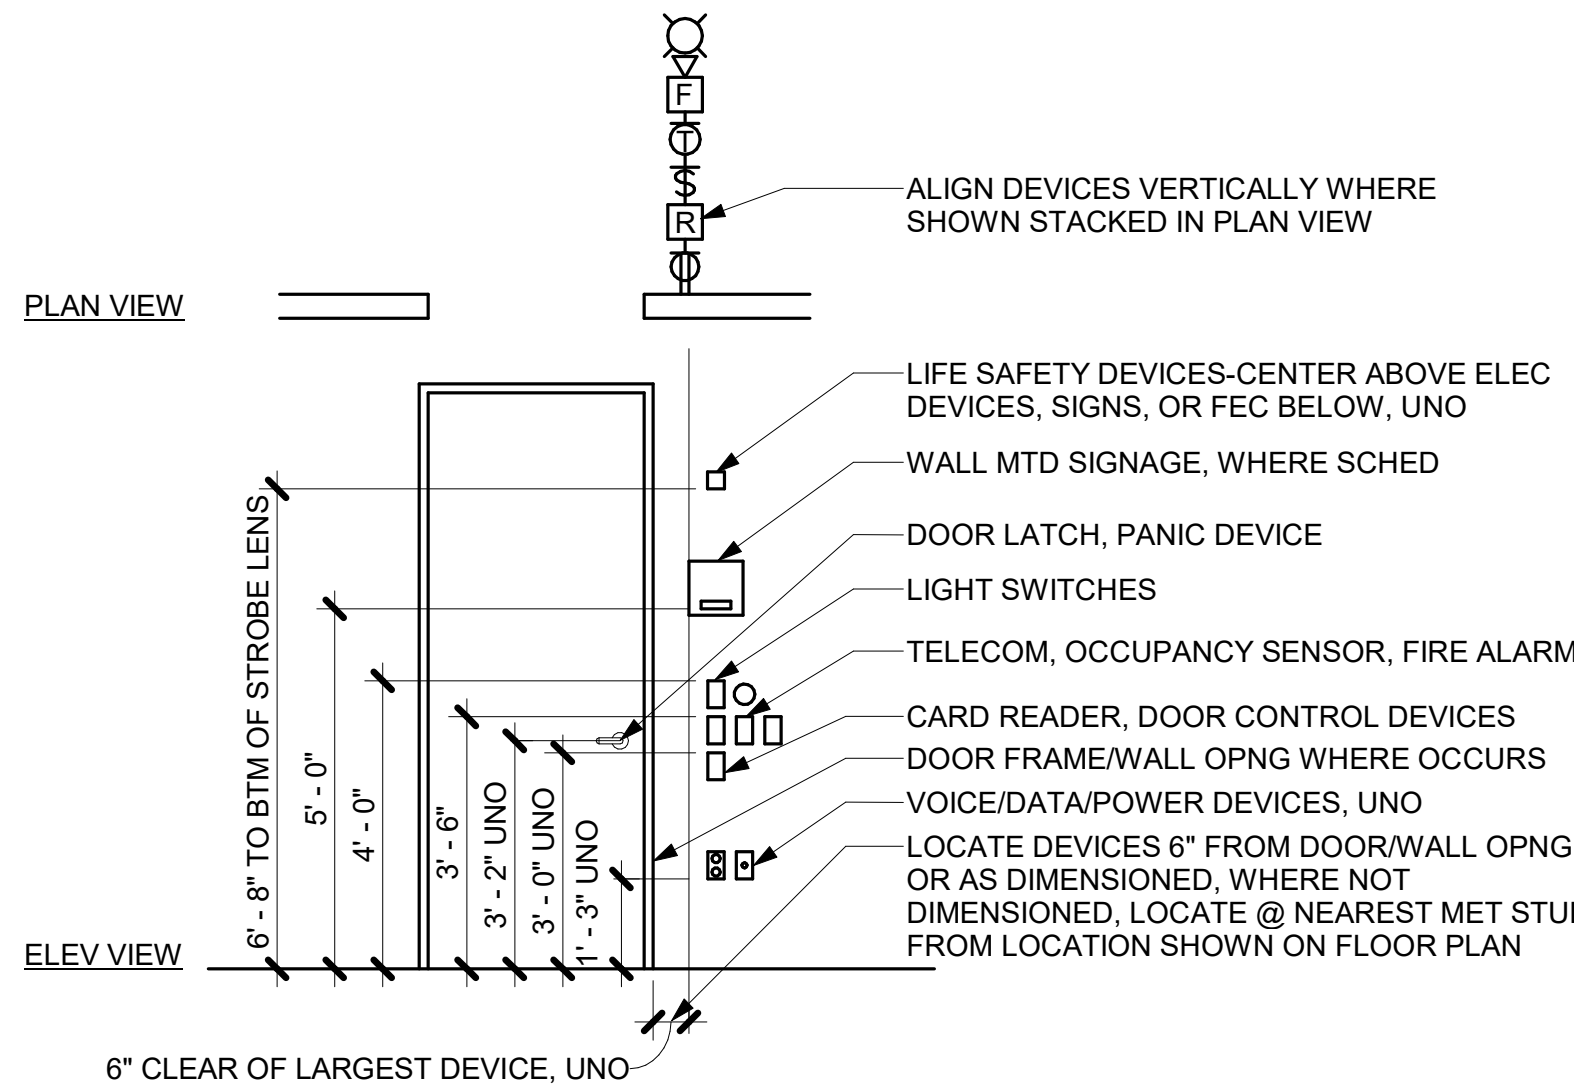 F
T
S
R
ALIGN DEVICES VERTICALLY WHERE
SHOWN STACKED IN PLAN VIEW
PLAN VIEW
LIFE SAFETY DEVICES-CENTER ABOVE ELEC
DEVICES, SIGNS, OR FEC BELOW, UNO
WALL MTD SIGNAGE, WHERE SCHED
DOOR LATCH, PANIC DEVICE
LIGHT SWITCHES
TELECOM, OCCUPANCY SENSOR, FIRE ALARM
CARD READER, DOOR CONTROL DEVICES
DOOR FRAME/WALL OPNG WHERE OCCURS
VOICE/DATA/POWER DEVICES, UNO
LOCATE DEVICES 6" FROM DOOR/WALL OPNG
OR AS DIMENSIONED, WHERE NOT
DIMENSIONED, LOCATE @ NEAREST MET
FROM LOCATION SHOWN ON FLOOR PLAN
6' - 8" TO BTM OF STROBE LENS
5' - 0"
4' - 0"
3' - 6"
3' - 2" UNO
3' - 0" UNO
1' - 3" UNO
ELEV VIEW
6" CLEAR OF LARGEST DEVICE, UNO